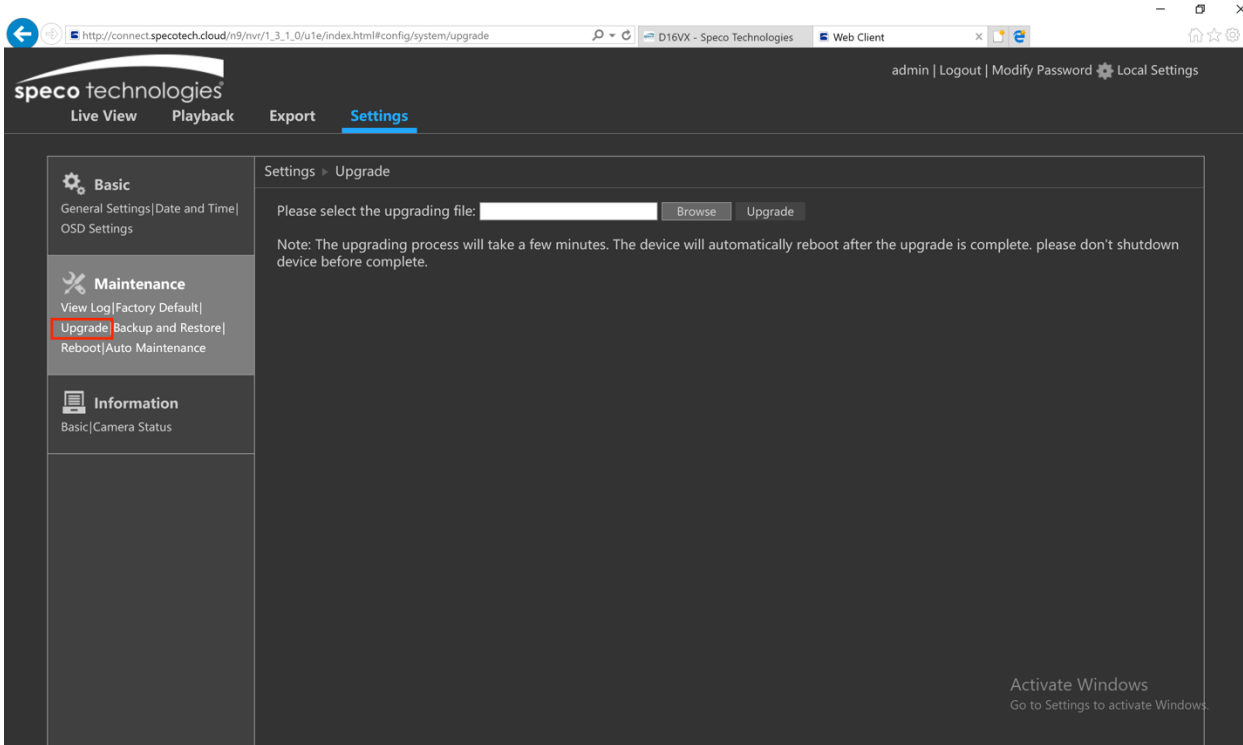 http://connect.specotech.cloud/n9/nvr/1_3_1_0/u1e/index.html#config/system/upgrade
D16VX - Speco Technologies
Web Client
speco technologies
admin | Logout | Modify Password Local Settings
Live View Playback Export Settings
Basic
General Settings|Date and Time|
OSD Settings
Maintenance
View Log|Factory Default|
Upgrade|Backup and Restore|
Reboot|Auto Maintenance
Information
Basic|Camera Status
Settings ▸ Upgrade
Please select the upgrading file: Browse Upgrade
Note: The upgrading process will take a few minutes. The device will automatically reboot after the upgrade is complete. please don't shutdown
device before complete.
Activate Windows
Go to Settings to activate Windows.